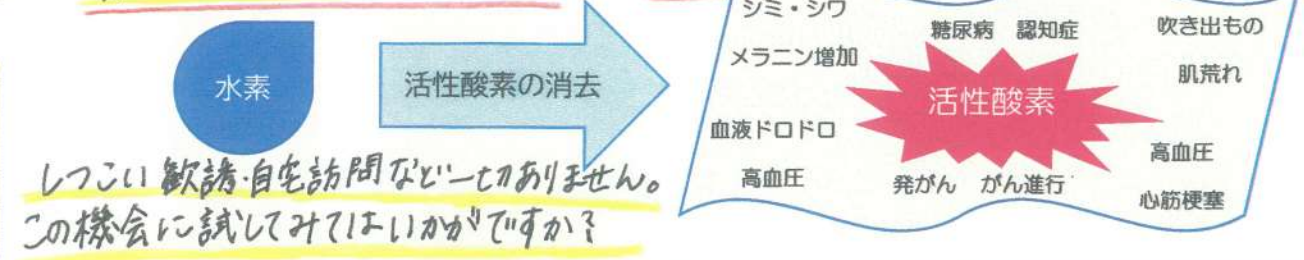 水素
活性酸素の消去
しつこい歓誘・自宅訪問など一切ありません。
この機会に試してみてはいかがですか?
シミ・シワ
糖尿病 認知症
吹き出もの
メラニン増加
肌荒れ
活性酸素
血液ドロドロ
高血圧
高血圧
発がん がん進行
心筋梗塞